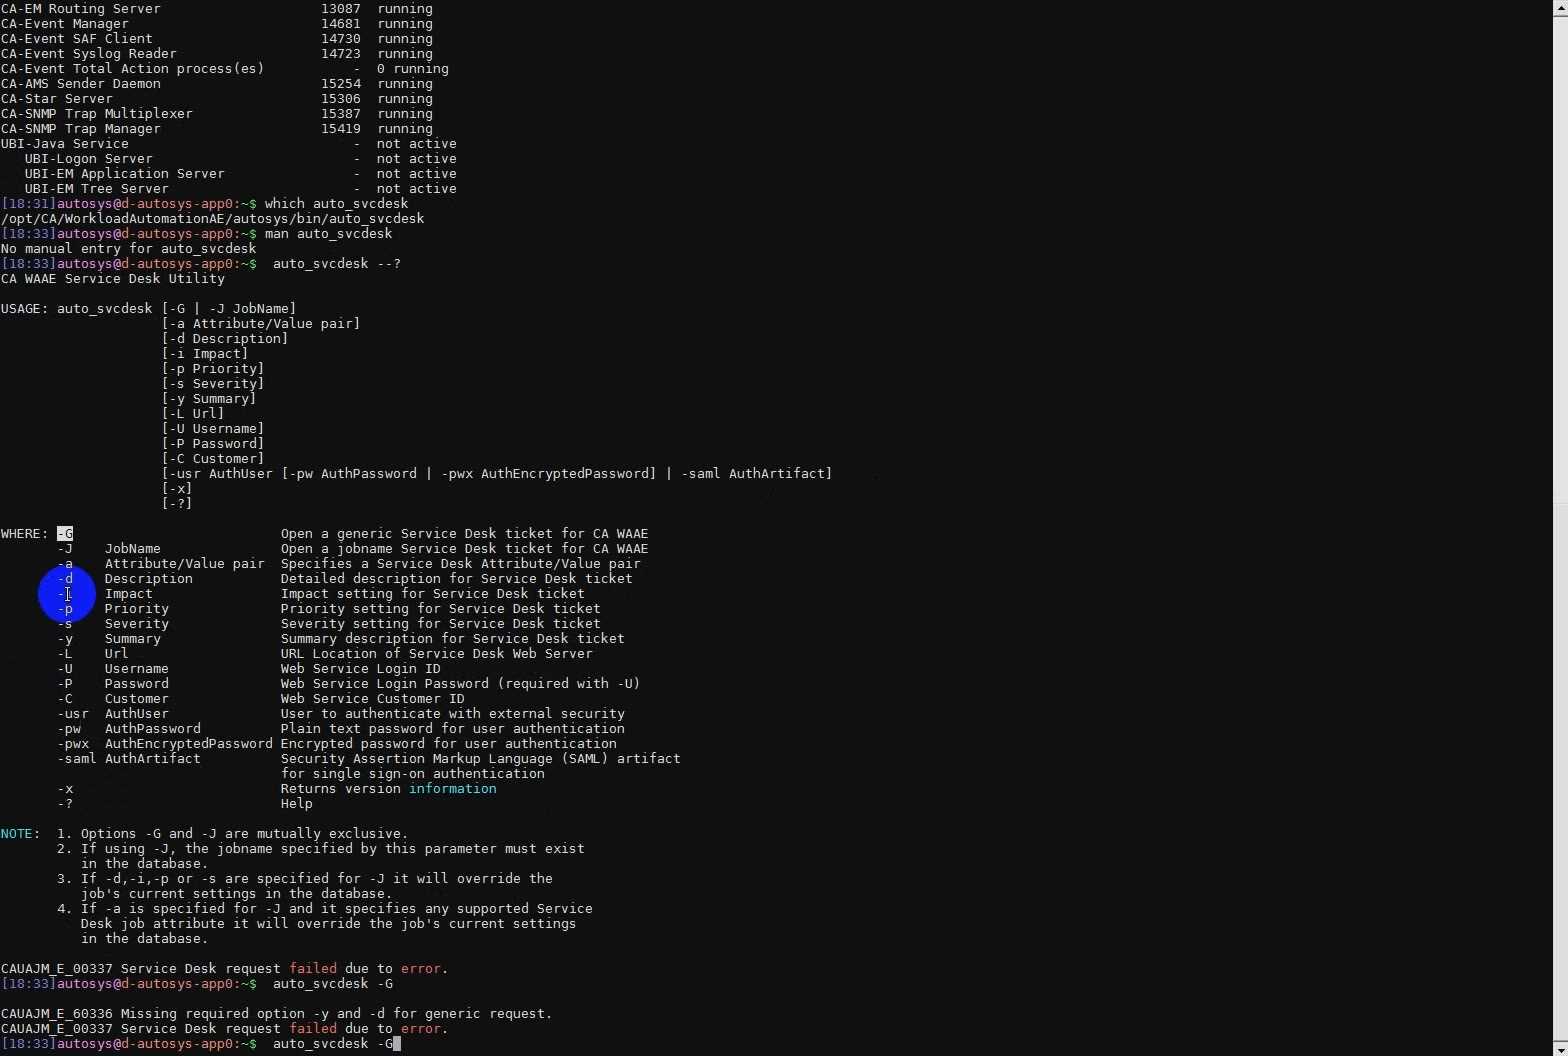 CA-EM Routing Server                    13087  running
CA-Event Manager                        14681  running
CA-Event SAF Client                     14730  running
CA-Event Syslog Reader                  14723  running
CA-Event Total Action process(es)           -  0 running
CA-AMS Sender Daemon                    15254  running
CA-Star Server                          15306  running
CA-SNMP Trap Multiplexer                15387  running
CA-SNMP Trap Manager                    15419  running
UBI-Java Service                            -  not active
   UBI-Logon Server                         -  not active
   UBI-EM Application Server                -  not active
   UBI-EM Tree Server                       -  not active
[18:31]autosys@d-autosys-app0:~$ which auto_svcdesk
/opt/CA/WorkloadAutomationAE/autosys/bin/auto_svcdesk
[18:33]autosys@d-autosys-app0:~$ man auto_svcdesk
No manual entry for auto_svcdesk
[18:33]autosys@d-autosys-app0:~$  auto_svcdesk --?
CA WAAE Service Desk Utility
USAGE: auto_svcdesk [-G | -J JobName]
                    [-a Attribute/Value pair]
                    [-d Description]
                    [-i Impact]
                    [-p Priority]
                    [-s Severity]
                    [-y Summary]
                    [-L Url]
                    [-U Username]
                    [-P Password]
                    [-C Customer]
                    [-usr AuthUser [-pw AuthPassword | -pwx AuthEncryptedPassword] | -saml AuthArtifact]
                    [-x]
                    [-?]
WHERE: -G                          Open a generic Service Desk ticket for CA WAAE
       -J    JobName               Open a jobname Service Desk ticket for CA WAAE
       -a    Attribute/Value pair  Specifies a Service Desk Attribute/Value pair
       -d    Description           Detailed description for Service Desk ticket
       -i    Impact                Impact setting for Service Desk ticket
       -p    Priority              Priority setting for Service Desk ticket
       -s    Severity              Severity setting for Service Desk ticket
       -y    Summary               Summary description for Service Desk ticket
       -L    Url                   URL Location of Service Desk Web Server
       -U    Username              Web Service Login ID
       -P    Password              Web Service Login Password (required with -U)
       -C    Customer              Web Service Customer ID
       -usr  AuthUser              User to authenticate with external security
       -pw   AuthPassword          Plain text password for user authentication
       -pwx  AuthEncryptedPassword Encrypted password for user authentication
       -saml AuthArtifact          Security Assertion Markup Language (SAML) artifact
                                   for single sign-on authentication
       -x                          Returns version information
       -?                          Help
NOTE:  1. Options -G and -J are mutually exclusive.
       2. If using -J, the jobname specified by this parameter must exist
          in the database.
       3. If -d,-i,-p or -s are specified for -J it will override the
          job's current settings in the database.
       4. If -a is specified for -J and it specifies any supported Service
          Desk job attribute it will override the job's current settings
          in the database.
CAUAJM_E_00337 Service Desk request failed due to error.
[18:33]autosys@d-autosys-app0:~$  auto_svcdesk -G
CAUAJM_E_60336 Missing required option -y and -d for generic request.
CAUAJM_E_00337 Service Desk request failed due to error.
[18:33]autosys@d-autosys-app0:~$  auto_svcdesk -G